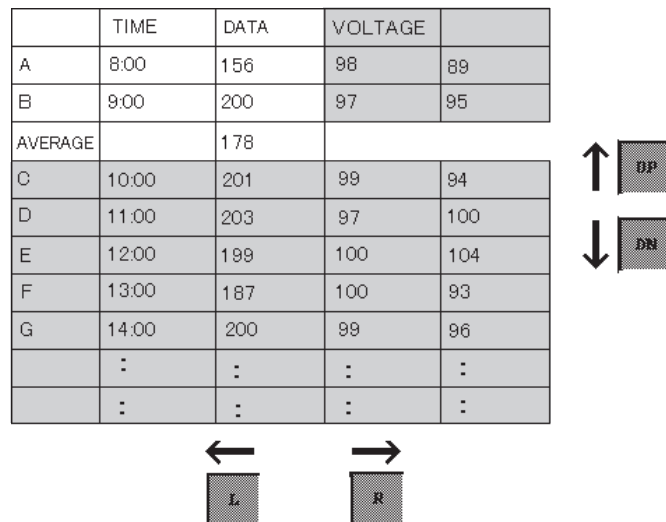 TIME DATA VOLTAGE
A 8:00 156 98 89
B 9:00 200 97 95
AVERAGE 178
C 10:00 201 99 94
D 11:00 203 97 100
E 12:00 199 100 104
F 13:00 187 100 93
G 14:00 200 99 96
: : : :
: : : :
DP
DN
L R